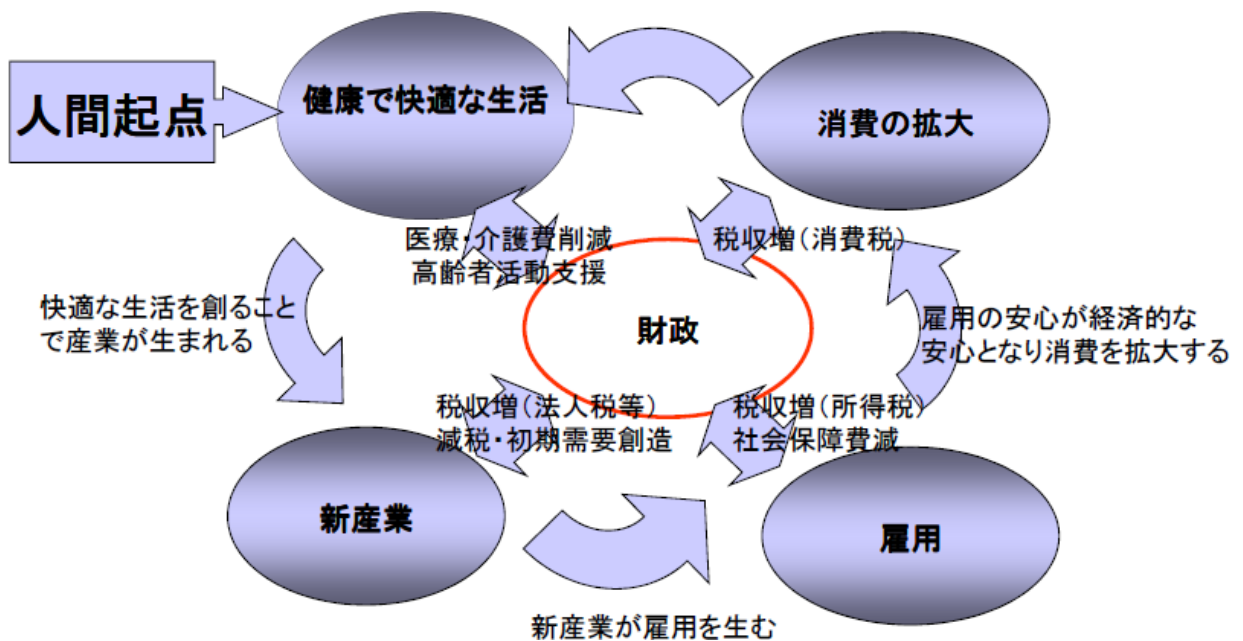 人間起点
健康で快適な生活
消費の拡大
医療・介護費削減
高齢者活動支援
税収増(消費税)
快適な生活を創ること
で産業が生まれる
財政
雇用の安心が経済的な
安心となり消費を拡大する
税収増(法人税等)
減税・初期需要創造
税収増(所得税)
社会保障費減
新産業
雇用
新産業が雇用を生む